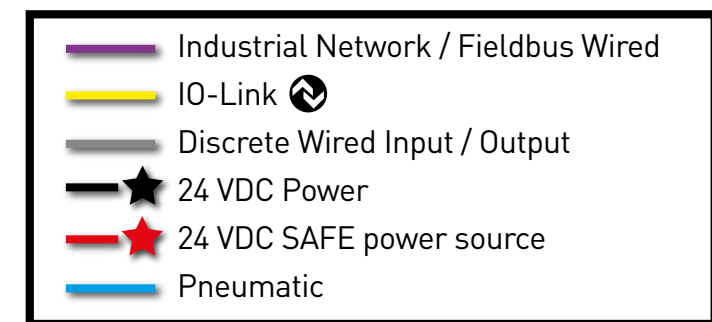 Industrial Network / Fieldbus Wired
IO-Link
Discrete Wired Input / Output
24 VDC Power
24 VDC SAFE power source
Pneumatic